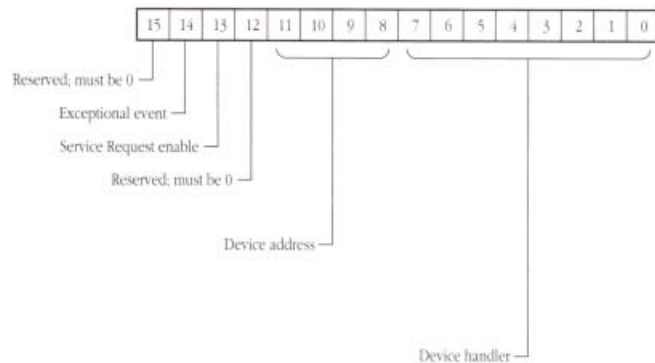 15 14 13 12 11 10 9 8 7 6 5 4 3 2 1 0
Reserved; must be 0
Exceptional event
Service Request enable
Reserved; must be 0
Device address
Device handler